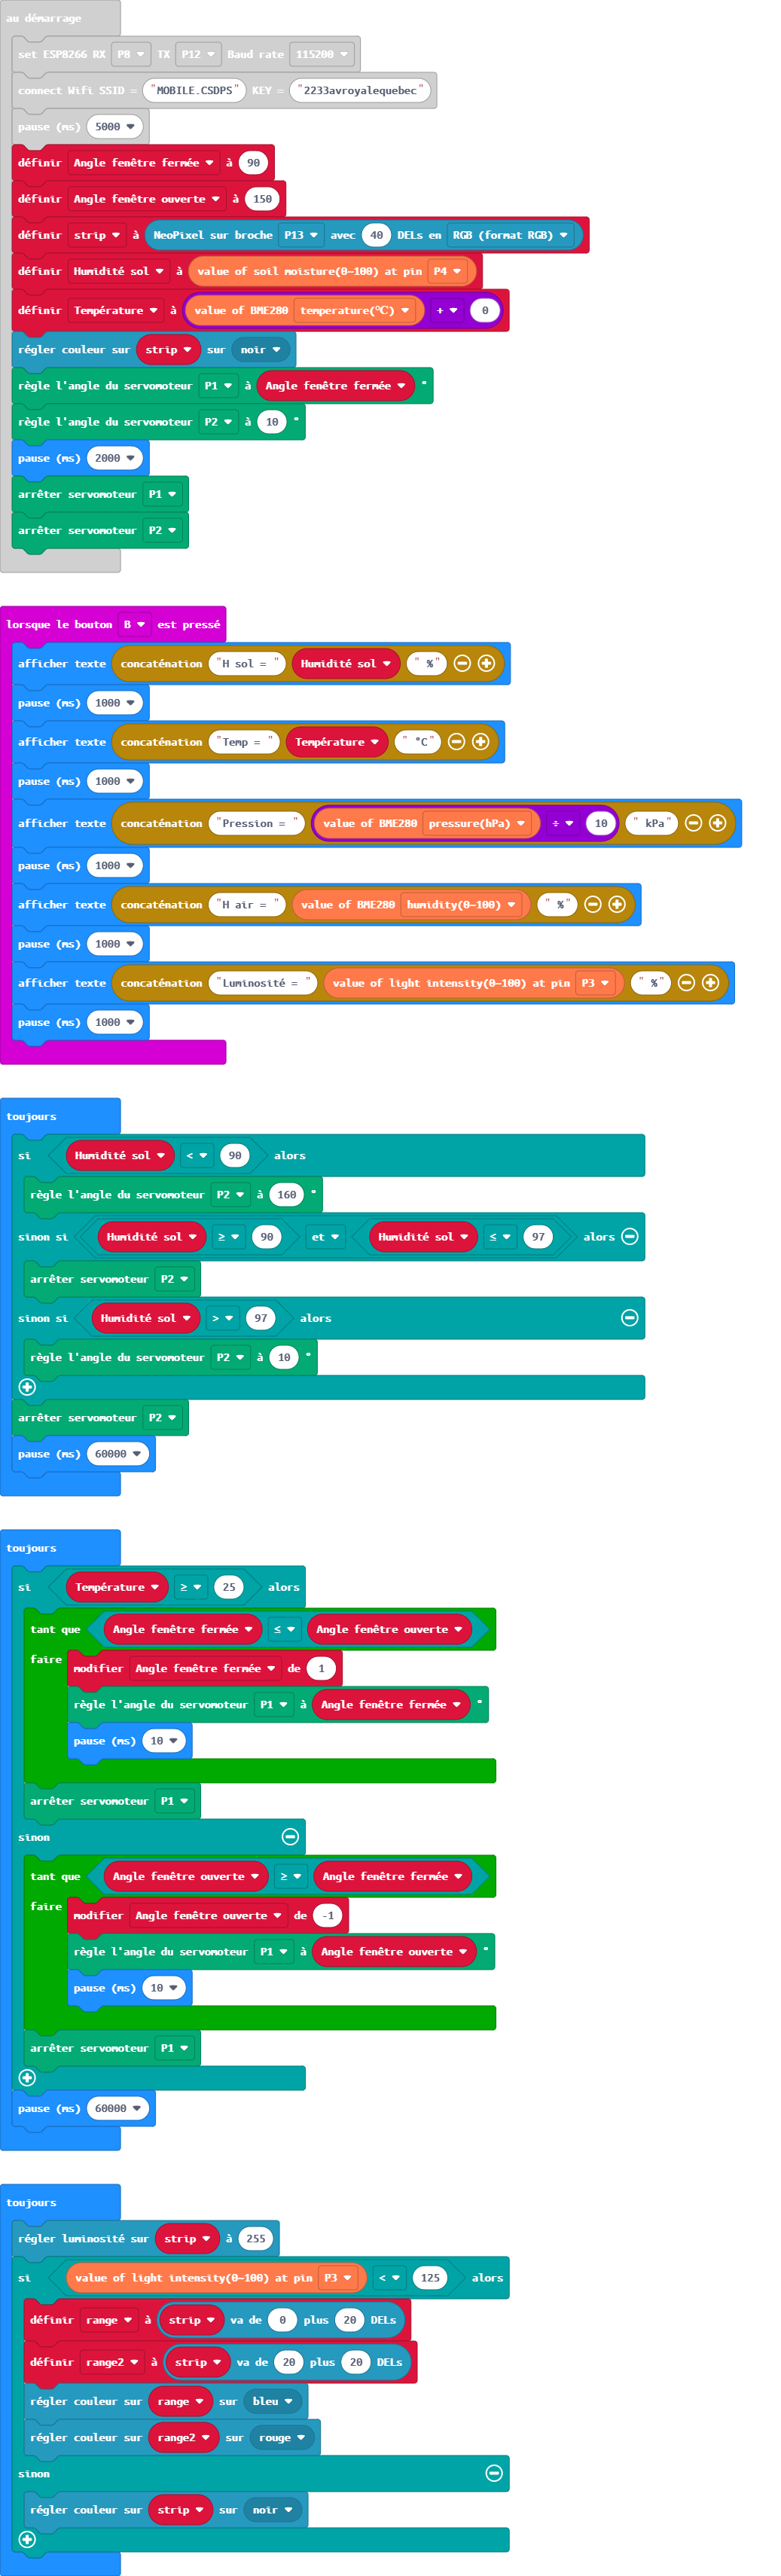 au démarrage
set ESP8266 RX P8 TX P12 Baud rate 115200
connect Wifi SSID = "MOBILE.CSDPS" KEY = "2233avroyalequebec"
pause (ms) 5000
définir Angle fenêtre fermée à 90
définir Angle fenêtre ouverte à 150
définir strip à NeoPixel sur broche P13 avec 40 DELs en RGB (format RGB)
définir Humidité sol à value of soil moisture(0~100) at pin P4
définir Température à value of BME280 temperature(℃) + 0
régler couleur sur strip sur noir
règle l'angle du servomoteur P1 à Angle fenêtre fermée °
règle l'angle du servomoteur P2 à 10 °
pause (ms) 2000
arrêter servomoteur P1
arrêter servomoteur P2
lorsque le bouton B est pressé
afficher texte concaténation "H sol = " Humidité sol " %"
pause (ms) 1000
afficher texte concaténation "Temp = " Température " °C"
pause (ms) 1000
afficher texte concaténation "Pression = " value of BME280 pressure(hPa) ÷ 10 " kPa"
pause (ms) 1000
afficher texte concaténation "H air = " value of BME280 humidity(0~100) " %"
pause (ms) 1000
afficher texte concaténation "Luminosité = " value of light intensity(0~100) at pin P3 " %"
pause (ms) 1000
toujours
si Humidité sol < 90 alors
règle l'angle du servomoteur P2 à 160 °
sinon si Humidité sol ≥ 90 et Humidité sol ≤ 97 alors
arrêter servomoteur P2
sinon si Humidité sol > 97 alors
règle l'angle du servomoteur P2 à 10 °
arrêter servomoteur P2
pause (ms) 60000
toujours
si Température ≥ 25 alors
tant que Angle fenêtre fermée ≤ Angle fenêtre ouverte
faire modifier Angle fenêtre fermée de 1
règle l'angle du servomoteur P1 à Angle fenêtre fermée °
pause (ms) 10
arrêter servomoteur P1
sinon
tant que Angle fenêtre ouverte ≥ Angle fenêtre fermée
faire modifier Angle fenêtre ouverte de -1
règle l'angle du servomoteur P1 à Angle fenêtre ouverte °
pause (ms) 10
arrêter servomoteur P1
pause (ms) 60000
toujours
régler luminosité sur strip à 255
si value of light intensity(0~100) at pin P3 < 125 alors
définir range à strip va de 0 plus 20 DELs
définir range2 à strip va de 20 plus 20 DELs
régler couleur sur range sur bleu
régler couleur sur range2 sur rouge
sinon
régler couleur sur strip sur noir